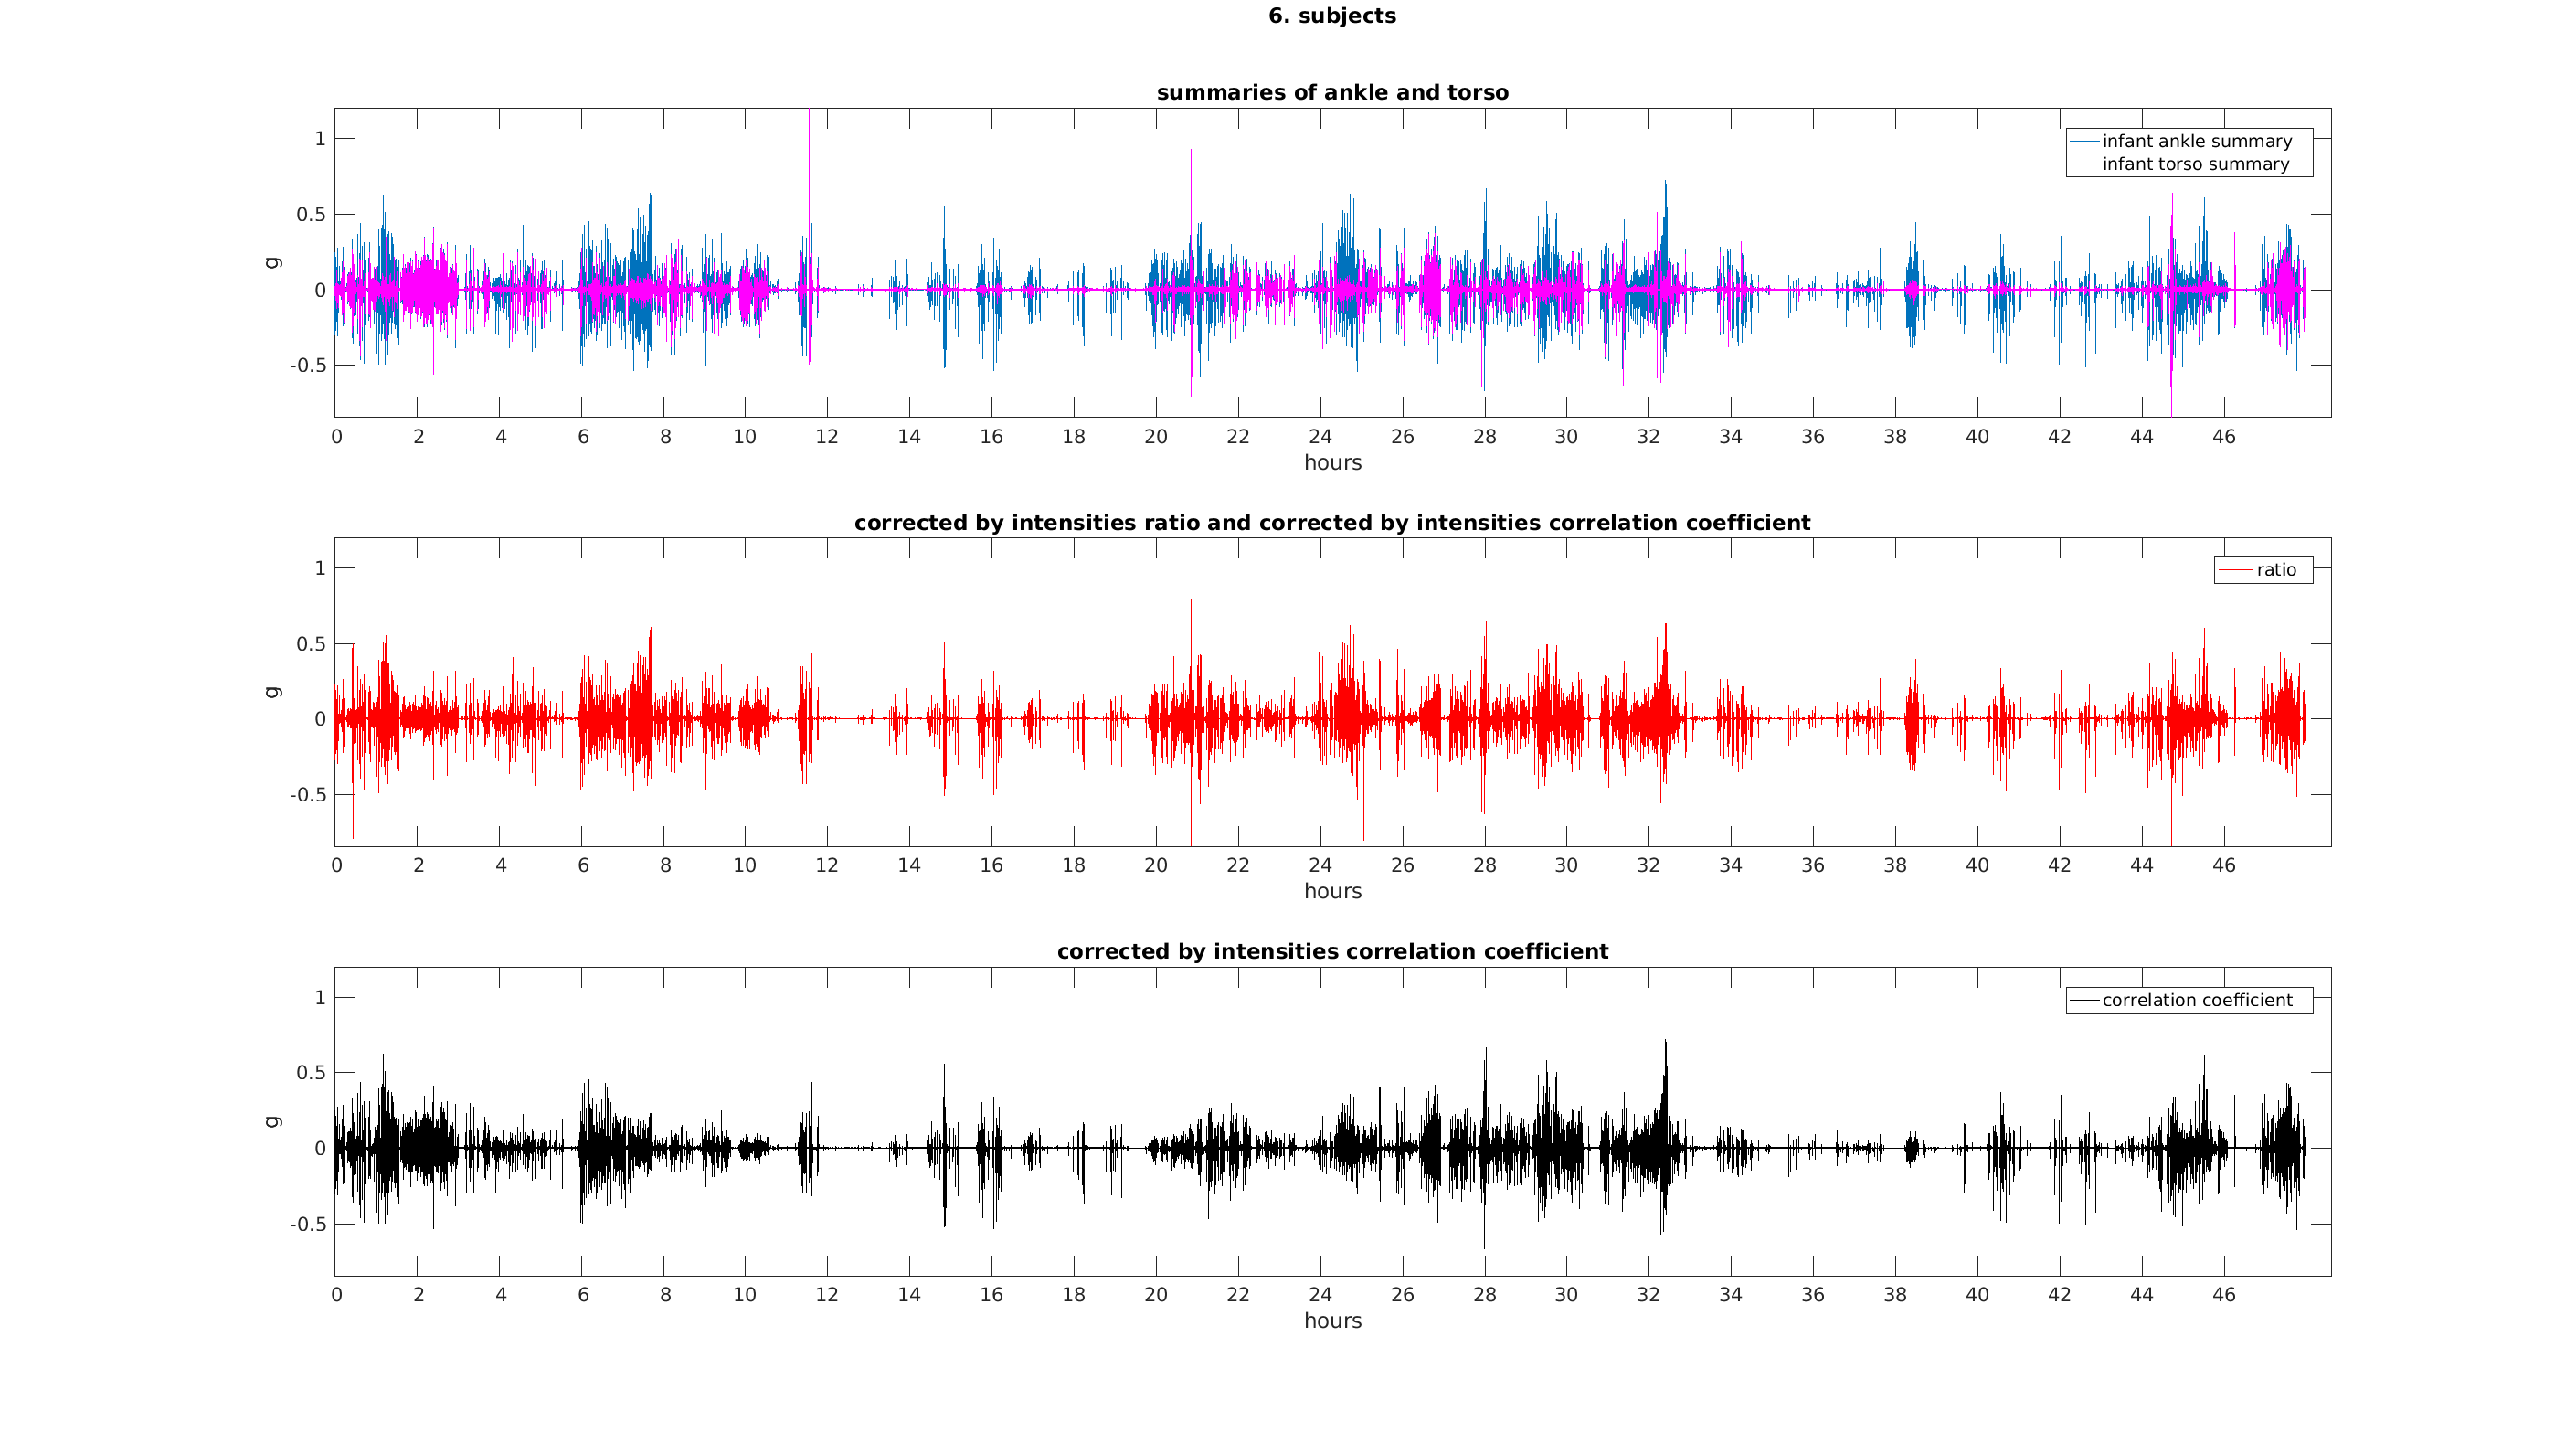 6. subjects
summaries of ankle and torso
1
0.5
0
-0.5
g
infant ankle summary
infant torso summary
0 2 4 6 8 10 12 14 16 18 20 22 24 26 28 30 32 34 36 38 40 42 44 46
hours
corrected by intensities ratio and corrected by intensities correlation coefficient
1
0.5
0
-0.5
g
ratio
0 2 4 6 8 10 12 14 16 18 20 22 24 26 28 30 32 34 36 38 40 42 44 46
hours
corrected by intensities correlation coefficient
1
0.5
0
-0.5
g
correlation coefficient
0 2 4 6 8 10 12 14 16 18 20 22 24 26 28 30 32 34 36 38 40 42 44 46
hours